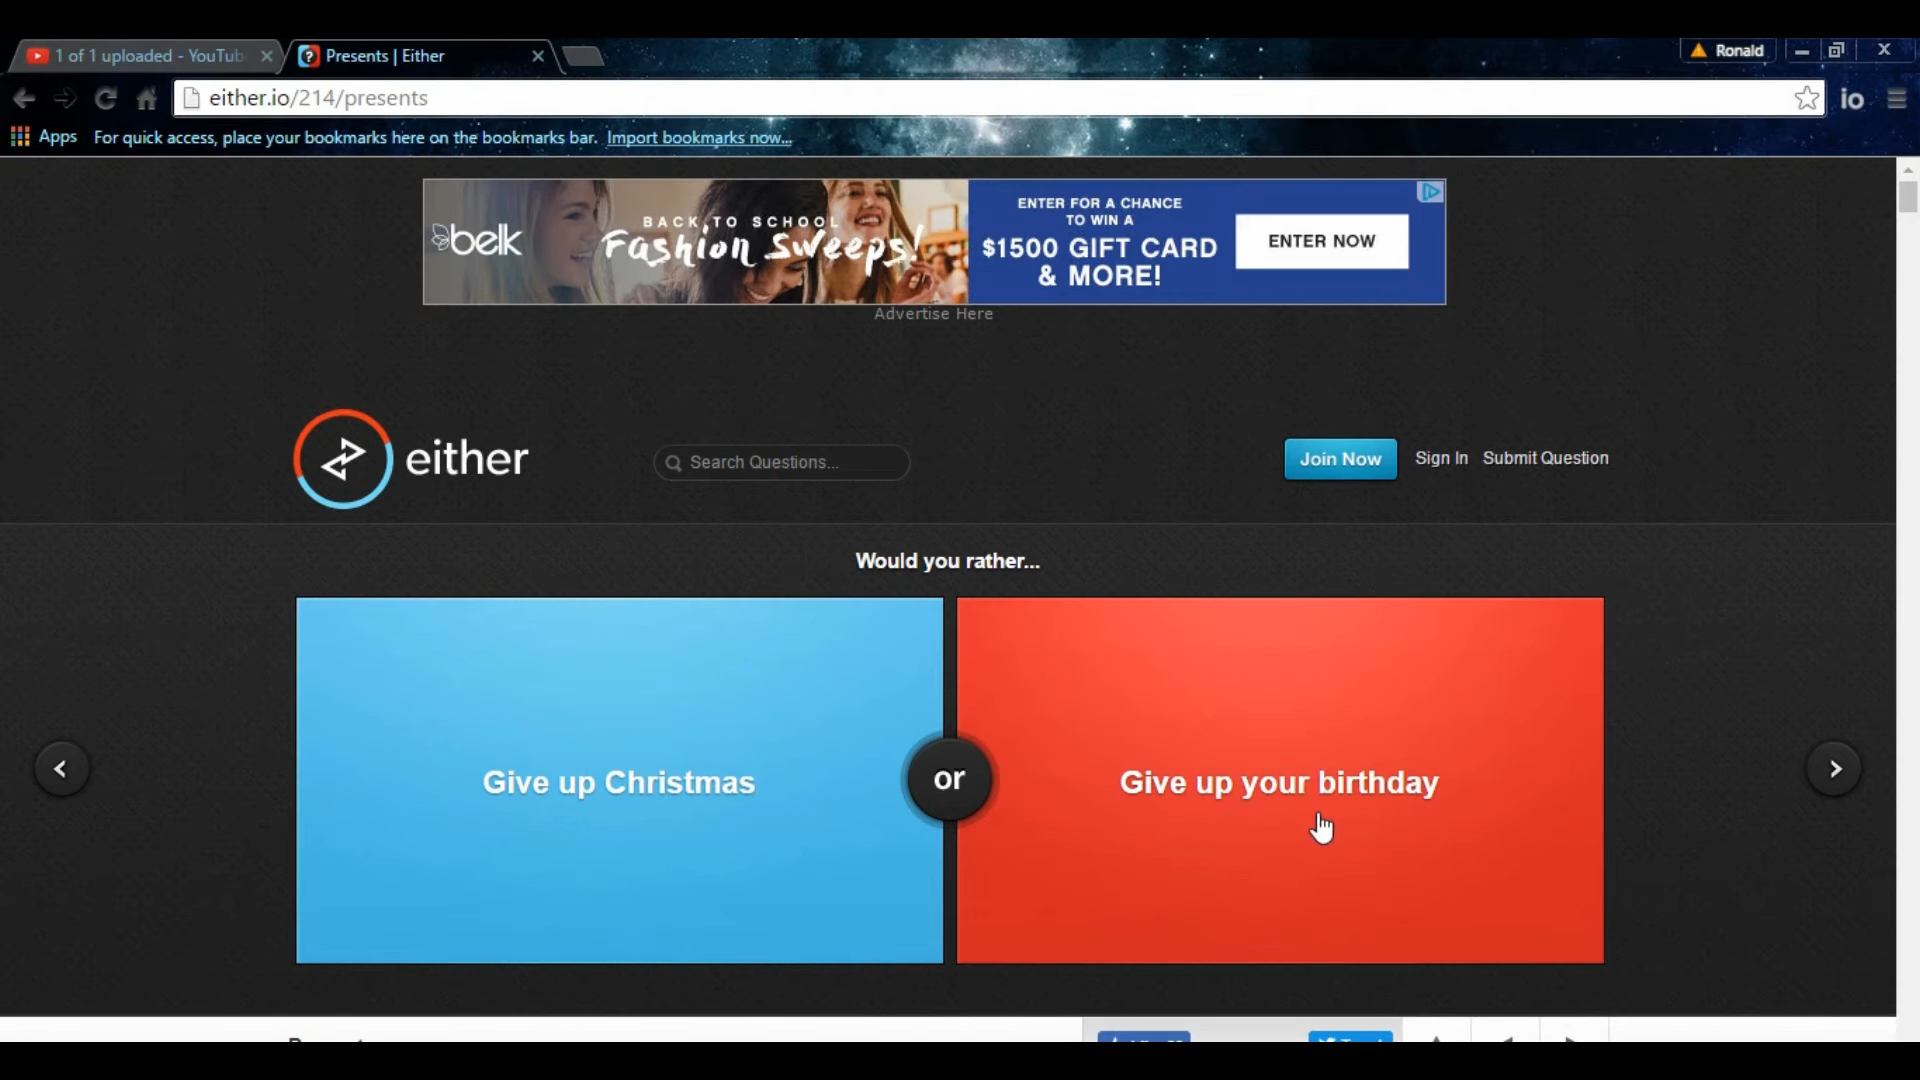 1 of 1 uploaded - YouTub
Presents | Either
Ronald
either.io/214/presents
io
Apps
For quick access, place your bookmarks here on the bookmarks bar. Import bookmarks now...
belk
BACK TO SCHOOL
Fashion Sweeps!
ENTER FOR A CHANCE
TO WIN A
$1500 GIFT CARD
& MORE!
ENTER NOW
Advertise Here
either
Search Questions...
Join Now
Sign In
Submit Question
Would you rather...
Give up Christmas
or
Give up your birthday